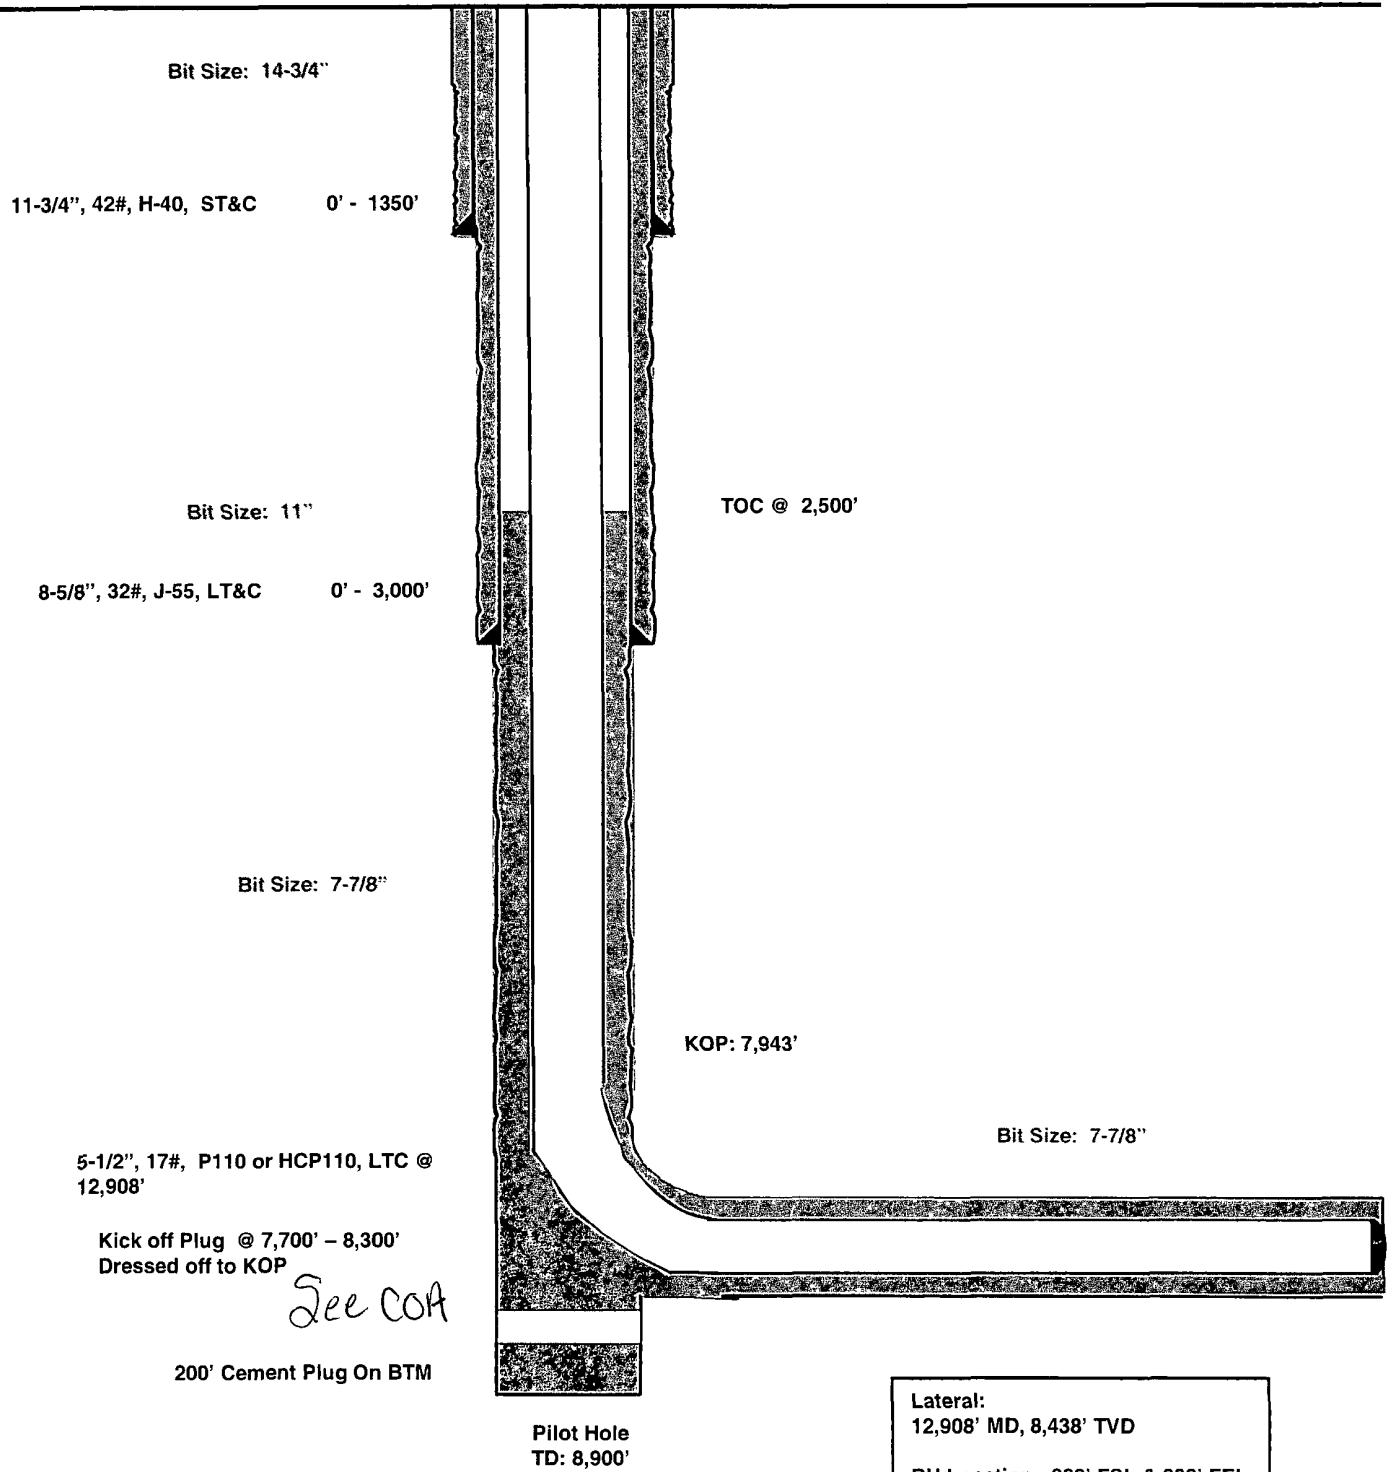 Bit Size: 14-3/4"
11-3/4", 42#, H-40, ST&C 0' - 1350'
Bit Size: 11"
TOC @ 2,500'
8-5/8", 32#, J-55, LT&C 0' - 3,000'
Bit Size: 7-7/8"
KOP: 7,943'
Bit Size: 7-7/8"
5-1/2", 17#, P110 or HCP110, LTC @
12,908'
Kick off Plug @ 7,700' – 8,300'
Dressed off to KOP
See COA
200' Cement Plug On BTM
Pilot Hole
TD: 8,900'
Lateral:
12,908' MD, 8,438' TVD